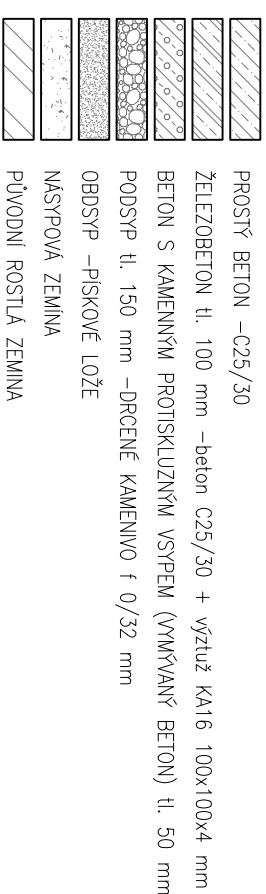 PROSTÝ BETON -C25/30
ŽELEZOBETON tl. 100 mm -beton C25/30 + výztuž KA16 100x100x4 mm
BETON S KAMENNÝM PROTISKLUZNÝM VSYPEM (VYMÝVANÝ BETON) tl. 50 mm
PODSYP tl. 150 mm -DRCENÉ KAMENIVO f 0/32 mm
OBDSYP -PÍSKOVÉ LOŽE
NÁSYPOVÁ ZEMÍNA
PŮVODNÍ ROSTLÁ ZEMINA